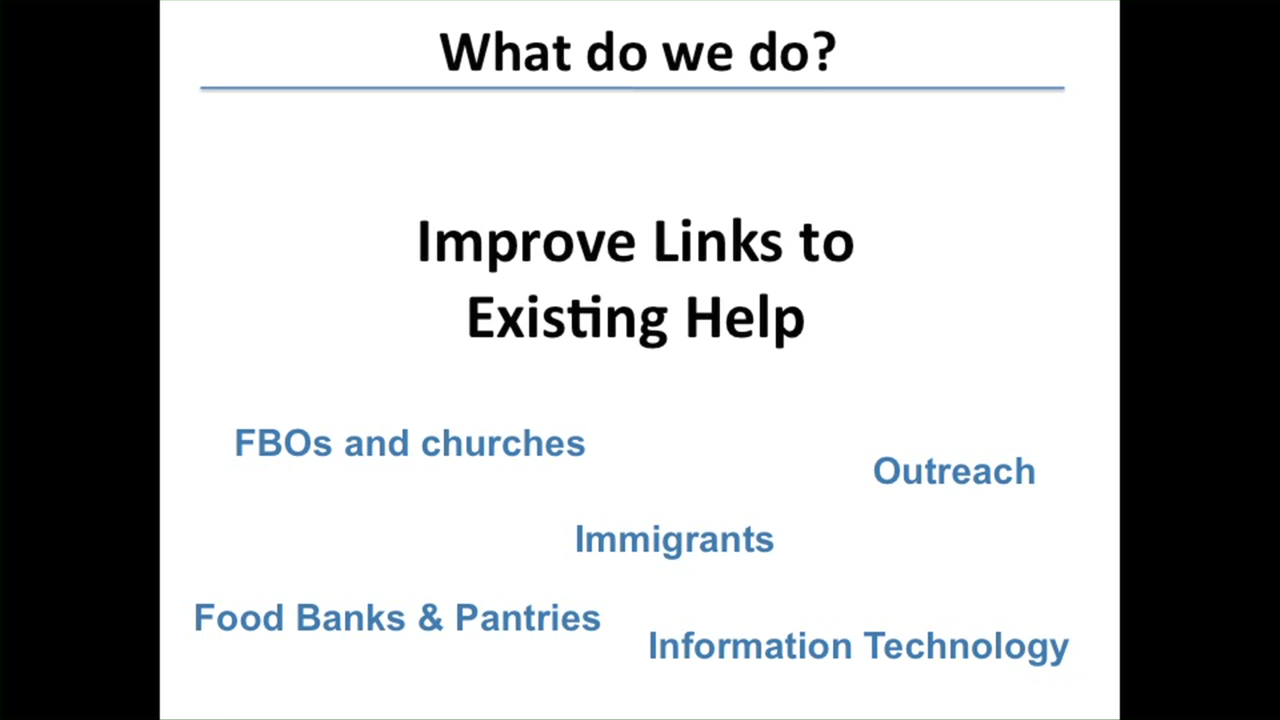 What do we do?
Improve Links to
Existing Help
FBOs and churches
Outreach
Immigrants
Food Banks & Pantries
Information Technology